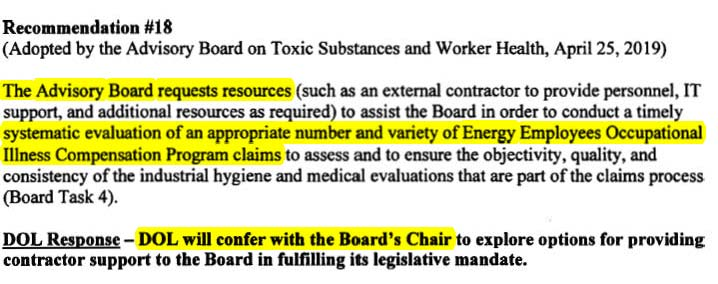 Recommendation #18
(Adopted by the Advisory Board on Toxic Substances and Worker Health, April 25, 2019)
The Advisory Board requests resources (such as an external contractor to provide personnel, IT
support, and additional resources as required) to assist the Board in order to conduct a timely
systematic evaluation of an appropriate number and variety of Energy Employees Occupational
Illness Compensation Program claims to assess and to ensure the objectivity, quality, and
consistency of the industrial hygiene and medical evaluations that are part of the claims process
(Board Task 4).
DOL Response – DOL will confer with the Board's Chair to explore options for providing
contractor support to the Board in fulfilling its legislative mandate.